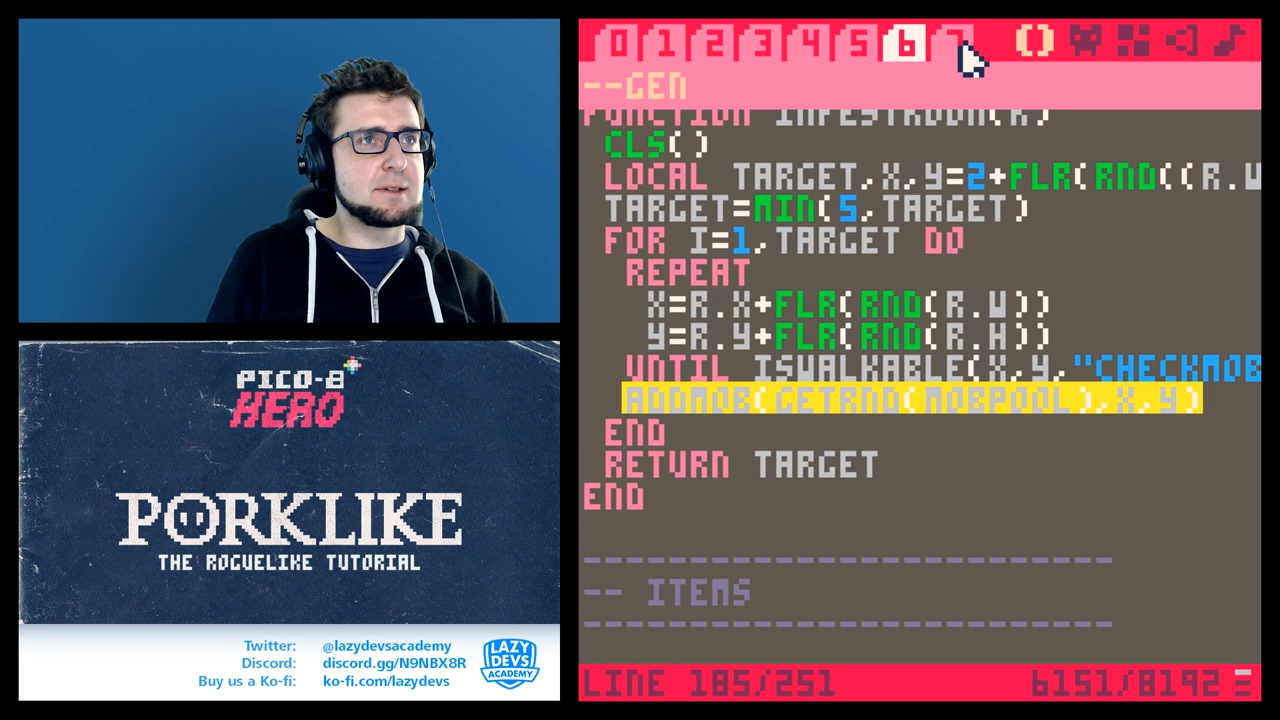 0 1 2 3 4 5 6 7
--GEN
FUNCTION INFESTROOM(R)
CLS()
LOCAL TARGET,X,Y=2+FLR(RND((R.W
TARGET=MIN(5,TARGET)
FOR I=1,TARGET DO
REPEAT
X=R.X+FLR(RND(R.W))
Y=R.Y+FLR(RND(R.H))
UNTIL ISWALKABLE(X,Y,"CHECKMOB
ADDMOB(GETRND(MOBPOOL),X,Y)
END
RETURN TARGET
END
-------------------------
-- ITEMS
-------------------------
LINE 185/251
6151/8192
PICO-8
HERO
PORKLIKE
THE ROGUELIKE TUTORIAL
Twitter: @lazydevsacademy
Discord: discord.gg/N9NBX8R
Buy us a Ko-fi: ko-fi.com/lazydevs
LAZY
DEVS
ACADEMY